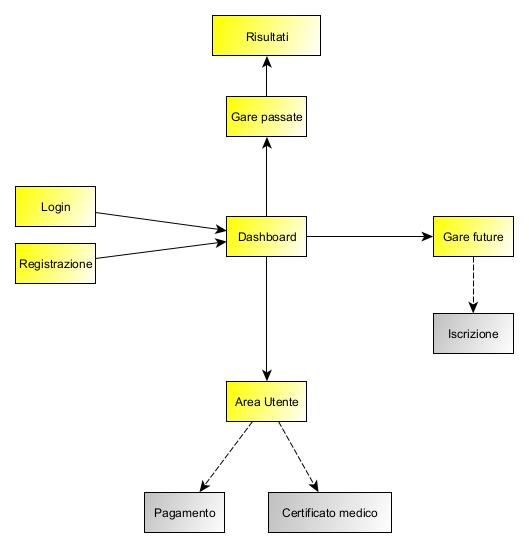 Risultati
Gare passate
Login
Dashboard
Gare future
Registrazione
Iscrizione
Area Utente
Pagamento
Certificato medico